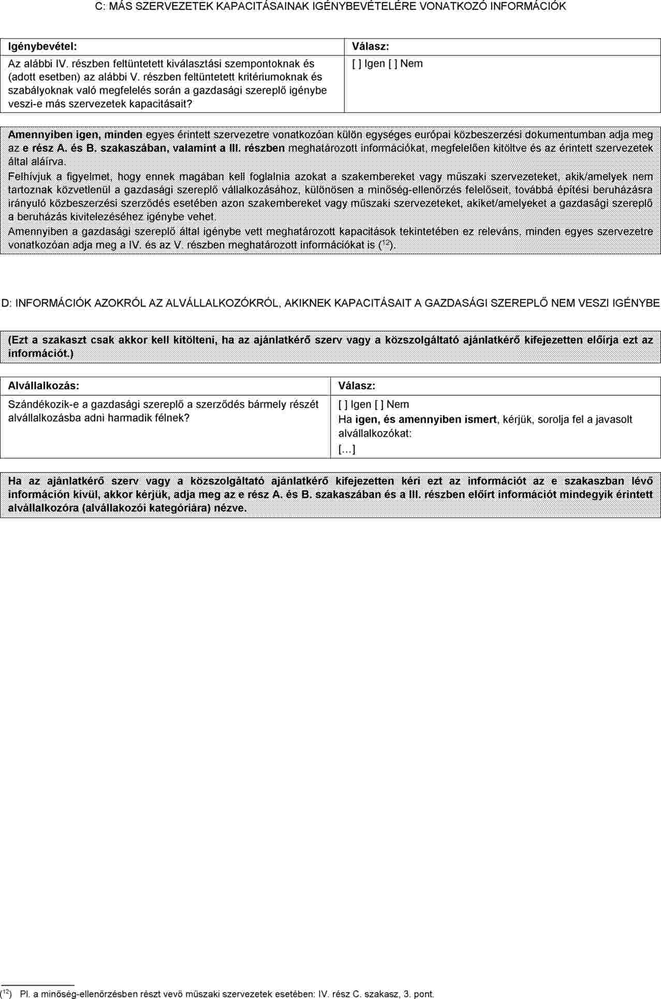 C: MÁS SZERVEZETEK KAPACITÁSAINAK IGÉNYBEVÉTELÉRE VONATKOZÓ INFORMÁCIÓK
Igénybevétel:
Válasz:
Az alábbi IV. részben feltüntetett kiválasztási szempontoknak és
(adott esetben) az alábbi V. részben feltüntetett kritériumoknak és
szabályoknak való megfelelés során a gazdasági szereplő igénybe
veszi-e más szervezetek kapacitásait?
[ ] Igen [ ] Nem
Amennyiben igen, minden egyes érintett szervezetre vonatkozóan külön egységes európai közbeszerzési dokumentumban adja meg
az e rész A. és B. szakaszában, valamint a III. részben meghatározott információkat, megfelelően kitöltve és az érintett szervezetek
által aláírva.
Felhívjuk a figyelmet, hogy ennek magában kell foglalnia azokat a szakembereket vagy műszaki szervezeteket, akik/amelyek nem
tartoznak közvetlenül a gazdasági szereplő vállalkozásához, különösen a minőség-ellenőrzés felelőseit, továbbá építési beruházásra
irányuló közbeszerzési szerződés esetében azon szakembereket vagy műszaki szervezeteket, akiket/amelyeket a gazdasági szereplő
a beruházás kivitelezéséhez igénybe vehet.
Amennyiben a gazdasági szereplő által igénybe vett meghatározott kapacitások tekintetében ez releváns, minden egyes szervezetre
vonatkozóan adja meg a IV. és az V. részben meghatározott információkat is (12).
D: INFORMÁCIÓK AZOKRÓL AZ ALVÁLLALKOZÓKRÓL, AKIKNEK KAPACITÁSAIT A GAZDASÁGI SZEREPLŐ NEM VESZI IGÉNYBE
(Ezt a szakaszt csak akkor kell kitölteni, ha az ajánlatkérő szerv vagy a közszolgáltató ajánlatkérő kifejezetten előírja ezt az
információt.)
Alvállalkozás:
Válasz:
Szándékozik-e a gazdasági szereplő a szerződés bármely részét
alvállalkozásba adni harmadik félnek?
[ ] Igen [ ] Nem
Ha igen, és amennyiben ismert, kérjük, sorolja fel a javasolt
alvállalkozókat:
[…]
Ha az ajánlatkérő szerv vagy a közszolgáltató ajánlatkérő kifejezetten kéri ezt az információt az e szakaszban lévő
információn kívül, akkor kérjük, adja meg az e rész A. és B. szakaszában és a III. részben előírt információt mindegyik érintett
alvállalkozóra (alvállakozói kategóriára) nézve.
(12) Pl. a minőség-ellenőrzésben részt vevő műszaki szervezetek esetében: IV. rész C. szakasz, 3. pont.